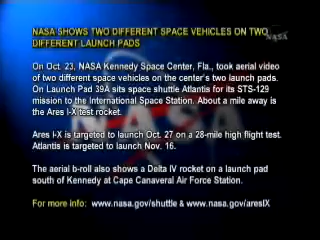 NASA SHOWS TWO DIFFERENT SPACE VEHICLES ON TWO
DIFFERENT LAUNCH PADS
NASA
On Oct. 23, NASA Kennedy Space Center, Fla., took aerial video
of two different space vehicles on the center's two launch pads.
On Launch Pad 39A sits space shuttle Atlantis for its STS-129
mission to the International Space Station. About a mile away is
the Ares I-X test rocket.
Ares I-X is targeted to launch Oct. 27 on a 28-mile high flight test.
Atlantis is targeted to launch Nov. 16.
The aerial b-roll also shows a Delta IV rocket on a launch pad
south of Kennedy at Cape Canaveral Air Force Station.
For more info: www.nasa.gov/shuttle & www.nasa.gov/aresIX